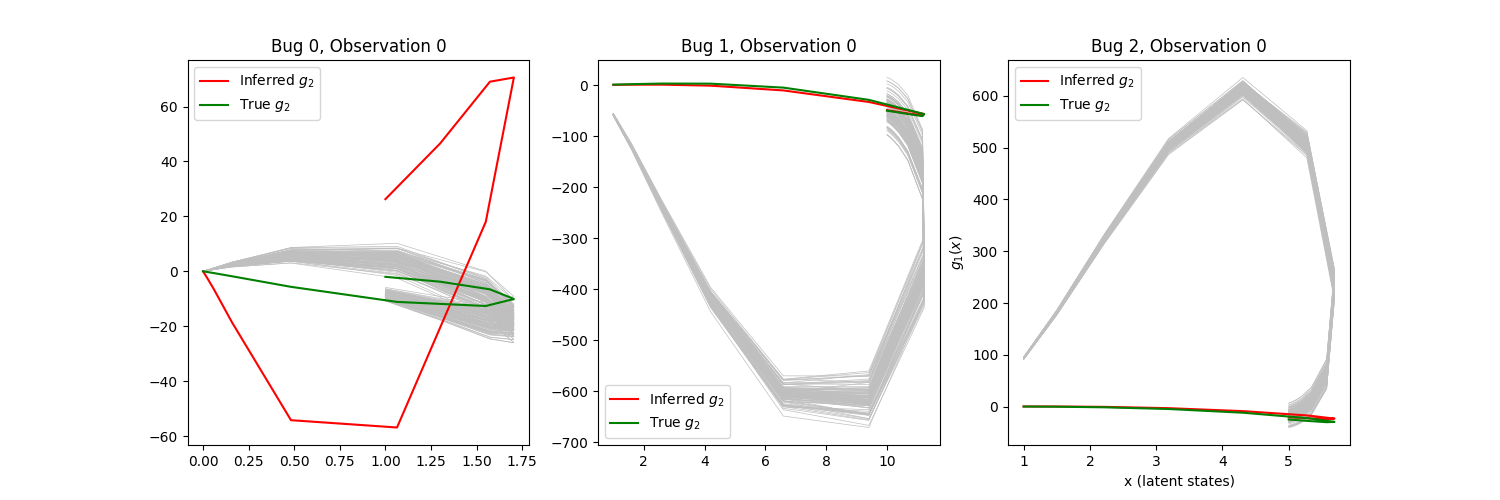 Bug 0, Observation 0
Inferred g₂
True g₂
60
40
20
0
−20
−40
−60
0.00 0.25 0.50 0.75 1.00 1.25 1.50 1.75
Bug 1, Observation 0
0
−100
−200
−300
−400
−500
−600
−700
Inferred g₂
True g₂
2 4 6 8 10
Bug 2, Observation 0
Inferred g₂
True g₂
g₁(x)
600
500
400
300
200
100
0
1 2 3 4 5
x (latent states)